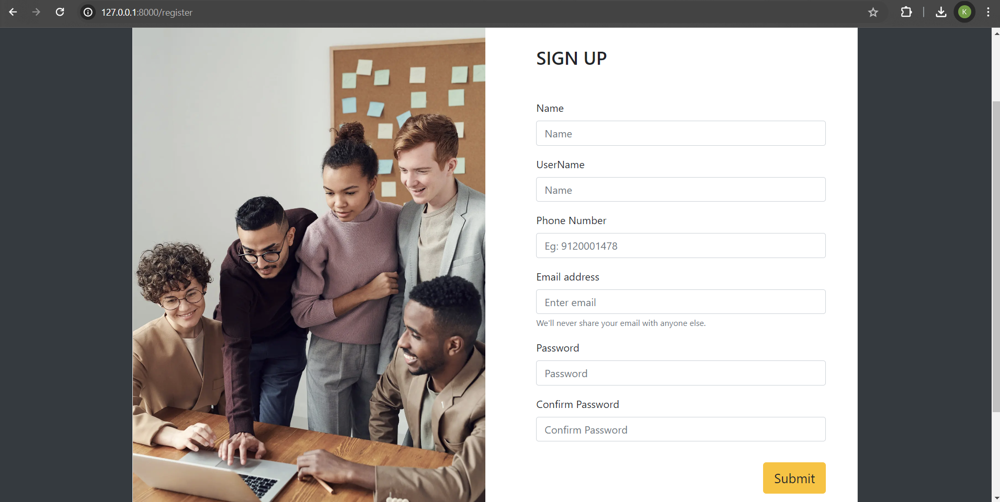 127.0.0.1:8000/register
K
SIGN UP
Name
Name
UserName
Name
Phone Number
Eg: 9120001478
Email address
Enter email
We'll never share your email with anyone else.
Password
Password
Confirm Password
Confirm Password
Submit